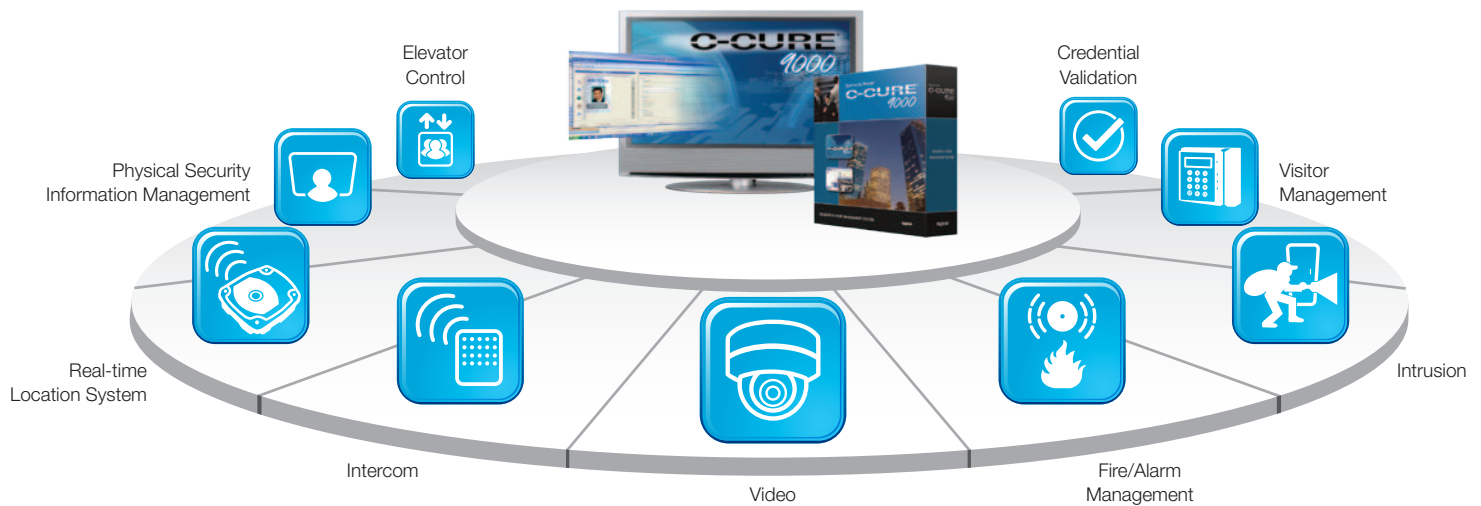 Elevator
Control
C•CURE
9000
Credential
Validation
C•CURE
9000
Physical Security
Information Management
Visitor
Management
Real-time
Location System
Intrusion
Intercom
Video
Fire/Alarm
Management